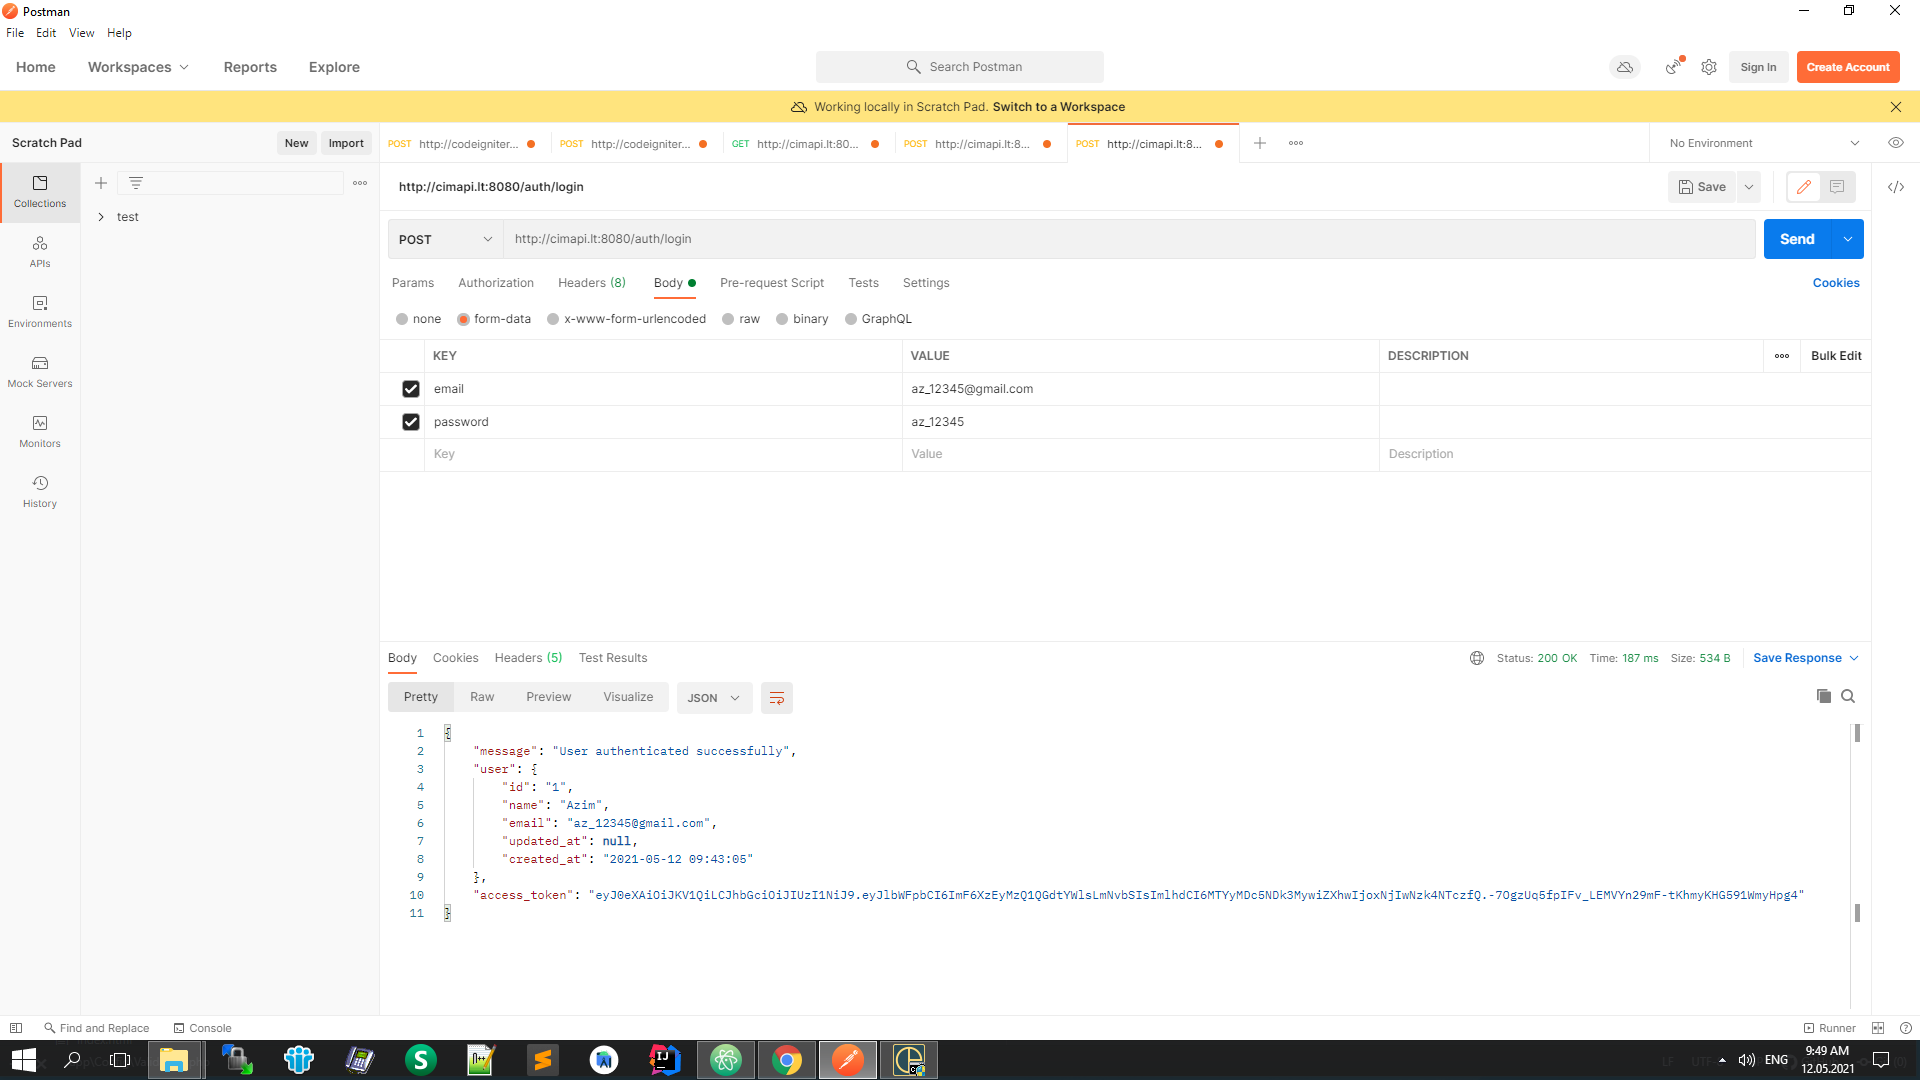 Postman
File Edit View Help
Home Workspaces Reports Explore Search Postman Sign In Create Account
Working locally in Scratch Pad. Switch to a Workspace
Scratch Pad New Import POST http://codeigniter... POST http://codeigniter... GET http://cimapi.lt:80... POST http://cimapi.lt:8... POST http://cimapi.lt:8... No Environment
http://cimapi.lt:8080/auth/login Save
Collections
test
APIs
Environments
Mock Servers
Monitors
History
POST http://cimapi.lt:8080/auth/login Send
Params Authorization Headers (8) Body Pre-request Script Tests Settings Cookies
none form-data x-www-form-urlencoded raw binary GraphQL
KEY VALUE DESCRIPTION Bulk Edit
email az_12345@gmail.com
password az_12345
Key Value Description
Body Cookies Headers (5) Test Results Status: 200 OK Time: 187 ms Size: 534 B Save Response
Pretty Raw Preview Visualize JSON
1 {
2 "message": "User authenticated successfully",
3 "user": {
4 "id": "1",
5 "name": "Azim",
6 "email": "az_12345@gmail.com",
7 "updated_at": null,
8 "created_at": "2021-05-12 09:43:05"
9 },
10 "access_token": "eyJ0eXAiOiJKV1QiLCJhbGciOiJIUzI1NiJ9.eyJlbWFpbCI6ImF6XzEyMzQ1QGdtYWlsLmNvbSIsImlhdCI6MTYyMDc5NDk3MywiZXhwIjoxNjIwNzk4NTczfQ.-7OgzUq5fpIFv_LEMVYn29mF-tKhmyKHG591WmyHpg4"
11 }
Find and Replace Console Runner
ENG 9:49 AM
12.05.2021